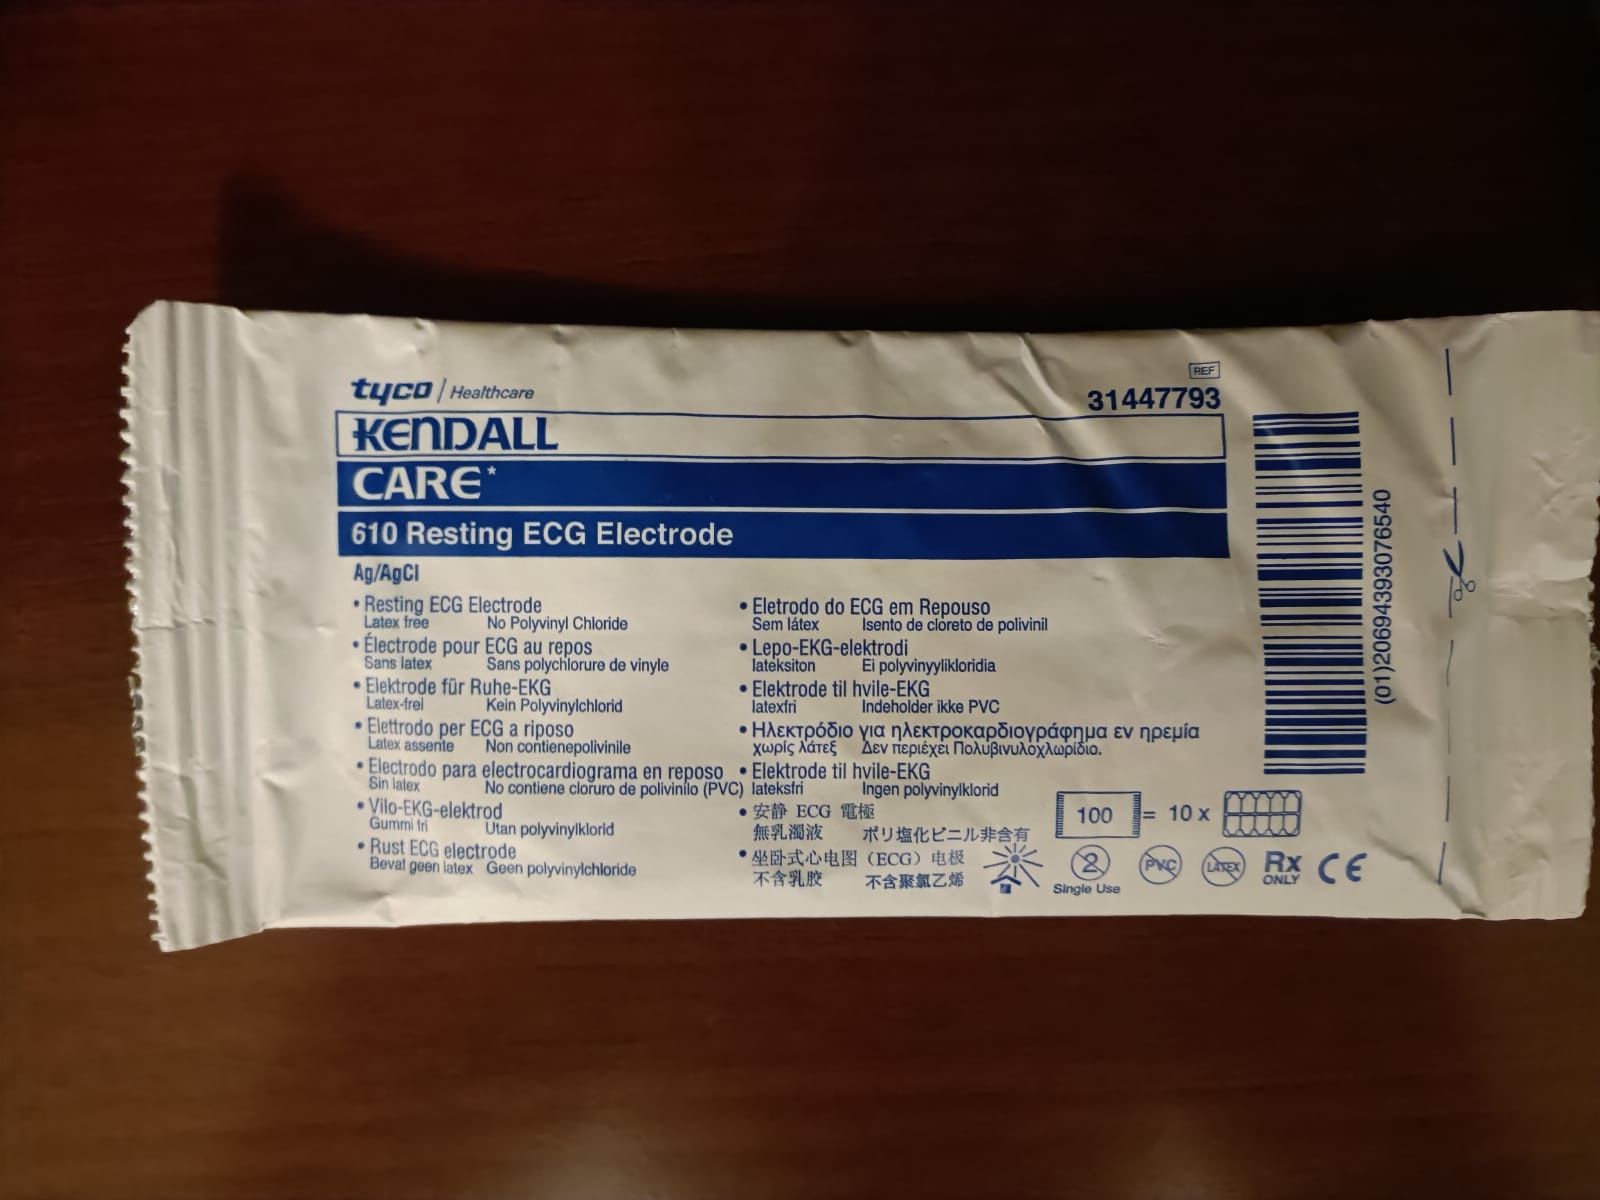 tyco / Healthcare
REF
31447793
KENDALL
CARE*
610 Resting ECG Electrode
Ag/AgCl
• Resting ECG Electrode
Latex free No Polyvinyl Chloride
• Électrode pour ECG au repos
Sans latex Sans polychlorure de vinyle
• Elektrode für Ruhe-EKG
Latex-frei Kein Polyvinylchlorid
• Elettrodo per ECG a riposo
Latex assente Non contienepolivinile
• Electrodo para electrocardiograma en reposo
Sin latex No contiene cloruro de polivinilo (PVC)
• Vilo-EKG-elektrod
Gummi fri Utan polyvinylklorid
• Rust ECG electrode
Bevat geen latex Geen polyvinylchloride
• Eletrodo do ECG em Repouso
Sem látex Isento de cloreto de polivinil
• Lepo-EKG-elektrodi
lateksiton Ei polyvinyylikloridia
• Elektrode til hvile-EKG
latexfri Indeholder ikke PVC
• Ηλεκτρόδιο για ηλεκτροκαρδιογράφημα εν ηρεμία
χωρίς λάτεξ Δεν περιέχει Πολυβινυλοχλωρίδιο.
• Elektrode til hvile-EKG
lateksfri Ingen polyvinylklorid
• 安静 ECG 電極
無乳濁液 ポリ塩化ビニル非含有
• 坐卧式心电图（ECG）电极
不含乳胶 不含聚氯乙烯
100 = 10 x
2
Single Use
PVC
LATEX
Rx
ONLY
CE
(01)20694393076540